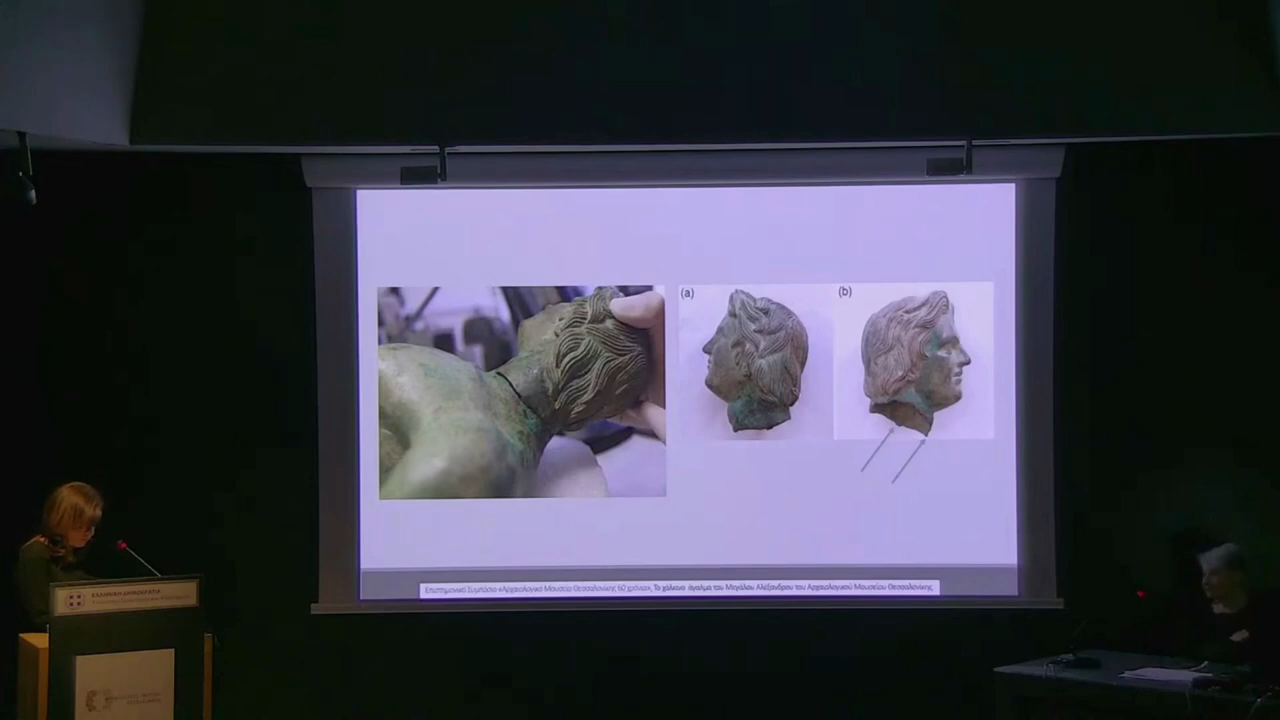 (a)
(b)
Επιστημονικό Συμπόσιο «Αρχαιολογικό Μουσείο Θεσσαλονίκης 60 χρόνια», Το χάλκινο άγαλμα του Μεγάλου Αλεξάνδρου του Αρχαιολογικού Μουσείου Θεσσαλονίκης
ΕΛΛΗΝΙΚΗ ΔΗΜΟΚΡΑΤΙΑ